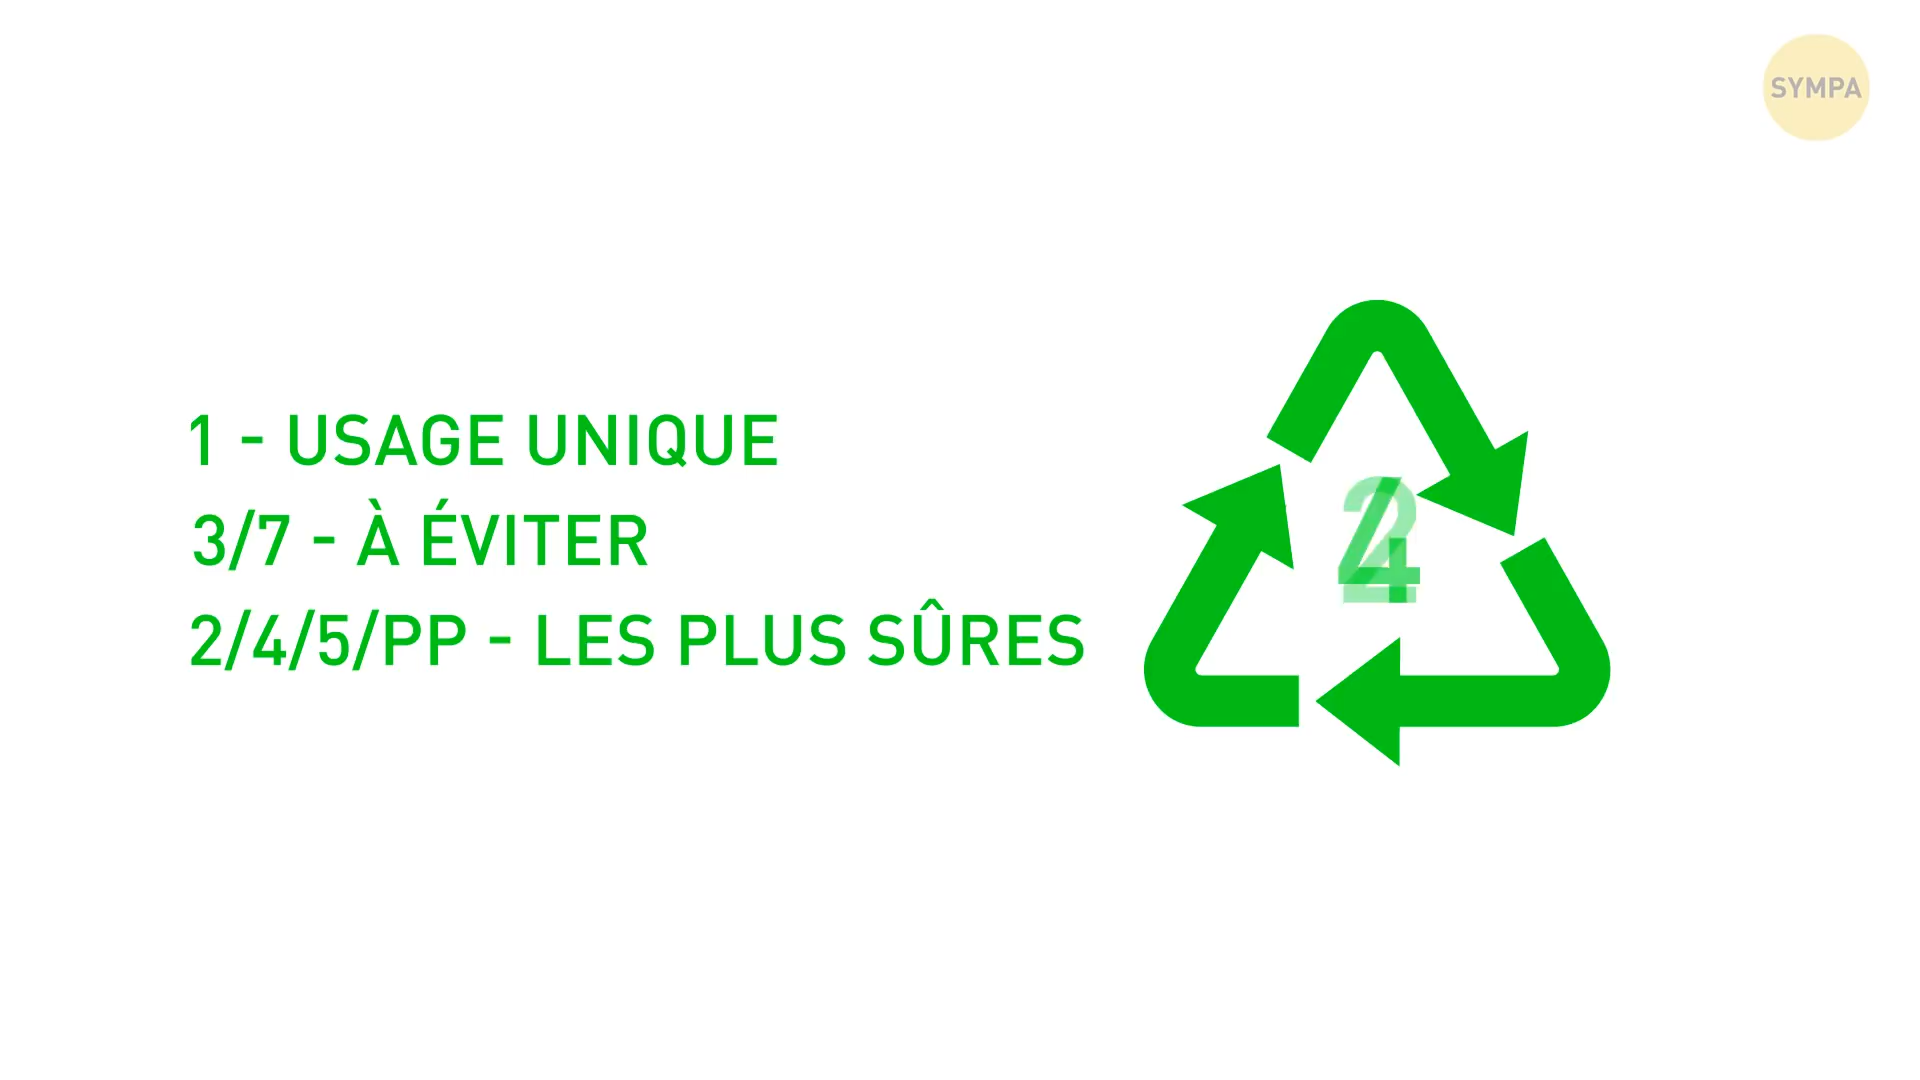 SYMPA
1 - USAGE UNIQUE
3/7 - À ÉVITER
2/4/5/PP - LES PLUS SÛRES